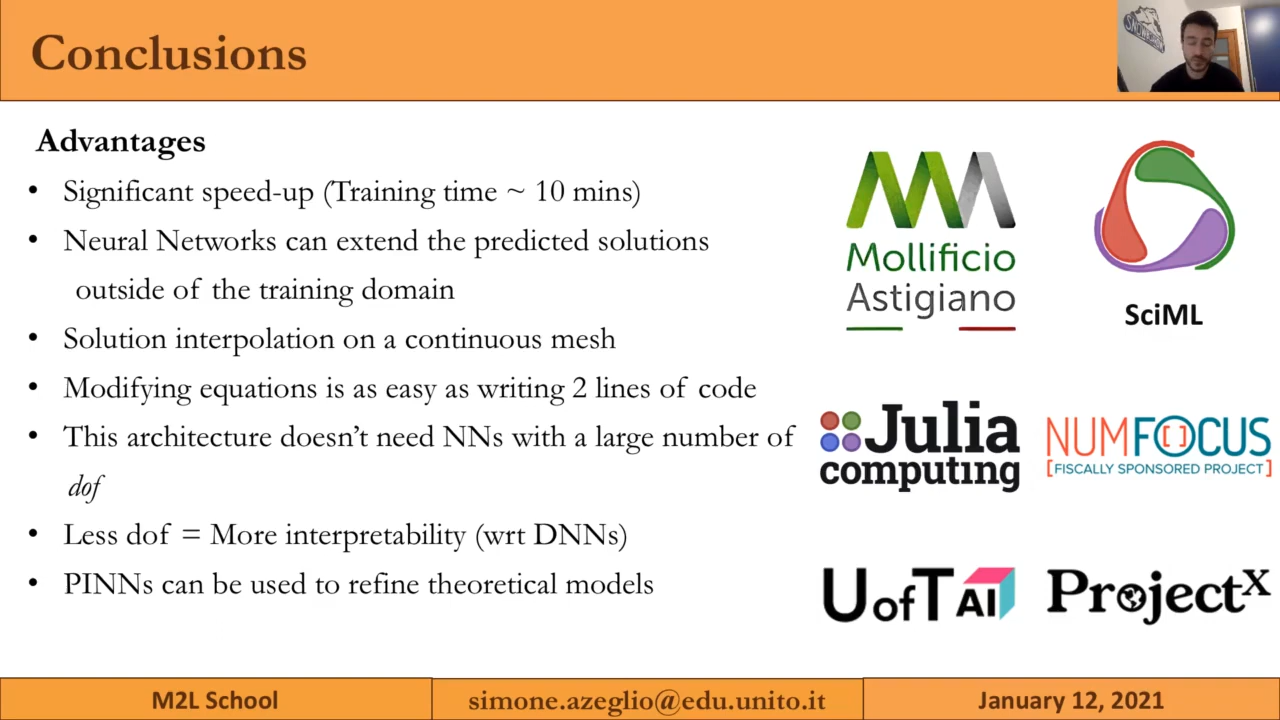 Conclusions
Advantages
• Significant speed-up (Training time ~ 10 mins)
• Neural Networks can extend the predicted solutions
outside of the training domain
• Solution interpolation on a continuous mesh
• Modifying equations is as easy as writing 2 lines of code
• This architecture doesn’t need NNs with a large number of
dof
• Less dof = More interpretability (wrt DNNs)
• PINNs can be used to refine theoretical models
Mollificio
Astigiano
SciML
Julia
computing
NUMFOCUS
[FISCALLY SPONSORED PROJECT]
UofT AI
ProjectX
M2L School
simone.azeglio@edu.unito.it
January 12, 2021